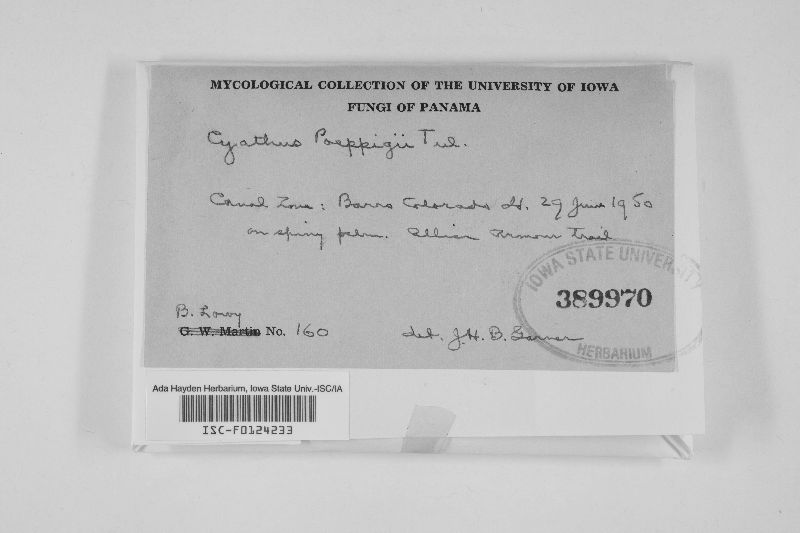 MYCOLOGICAL COLLECTION OF THE UNIVERSITY OF IOWA
FUNGI OF PANAMA
Cyathus Poeppigii Tul.
Canal Zone: Barro Colorado Id. 29 June 1950
on spiny palm. Allison Armour Trail
IOWA STATE UNIVERSITY
389970
HERBARIUM
B. Lowy
G. W. Martin No. 160
det. J. H. B.
Ada Hayden Herbarium, Iowa State Univ.-ISC/IA
ISC-F0124233